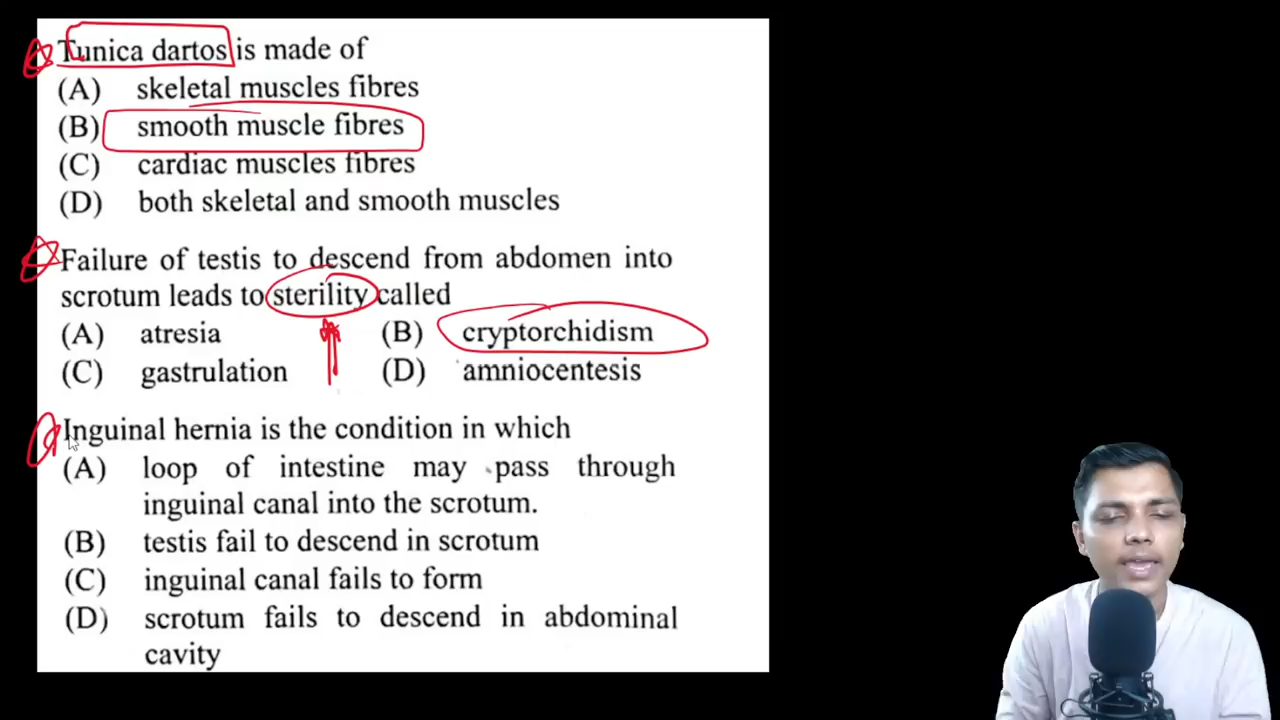 Tunica dartos is made of
(A) skeletal muscles fibres
(B) smooth muscle fibres
(C) cardiac muscles fibres
(D) both skeletal and smooth muscles
Failure of testis to descend from abdomen into
scrotum leads to sterility called
(A) atresia (B) cryptorchidism
(C) gastrulation (D) amniocentesis
Inguinal hernia is the condition in which
(A) loop of intestine may pass through
inguinal canal into the scrotum.
(B) testis fail to descend in scrotum
(C) inguinal canal fails to form
(D) scrotum fails to descend in abdominal
cavity